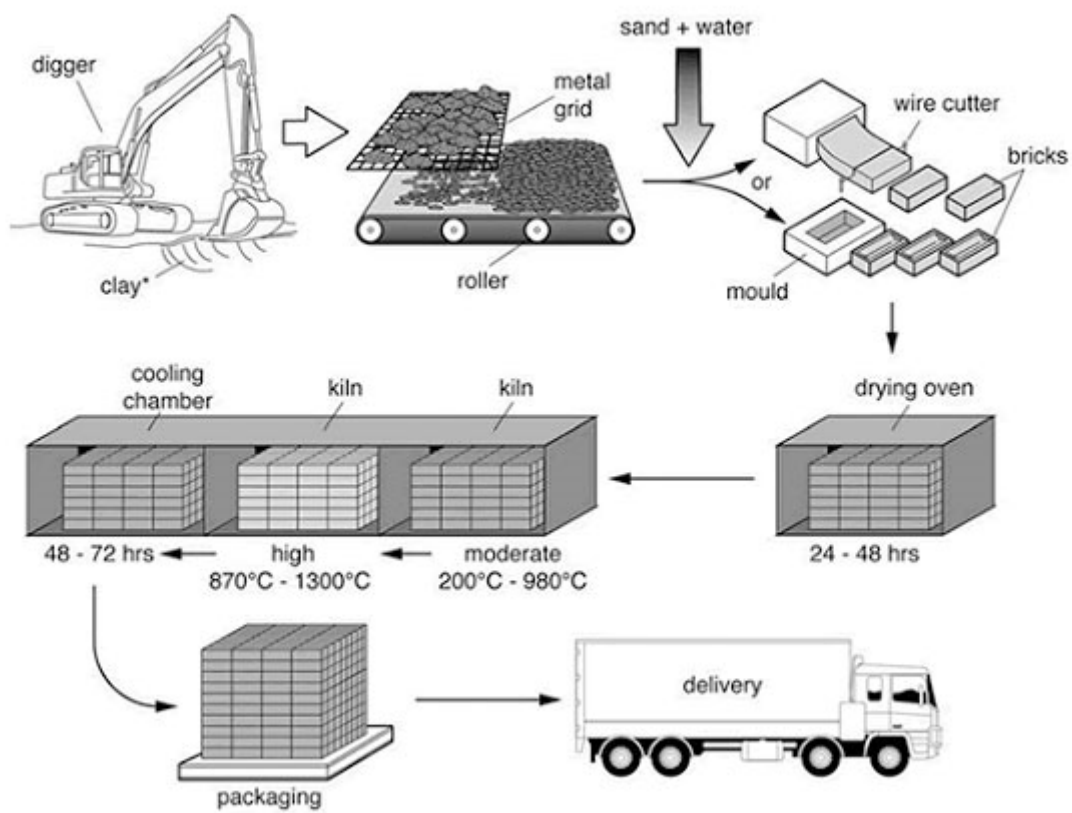 sand + water
digger
metal
grid
wire cutter
bricks
or
roller
clay*
mould
cooling
chamber
kiln
kiln
drying oven
48 - 72 hrs
high
870°C - 1300°C
moderate
200°C - 980°C
24 - 48 hrs
delivery
packaging